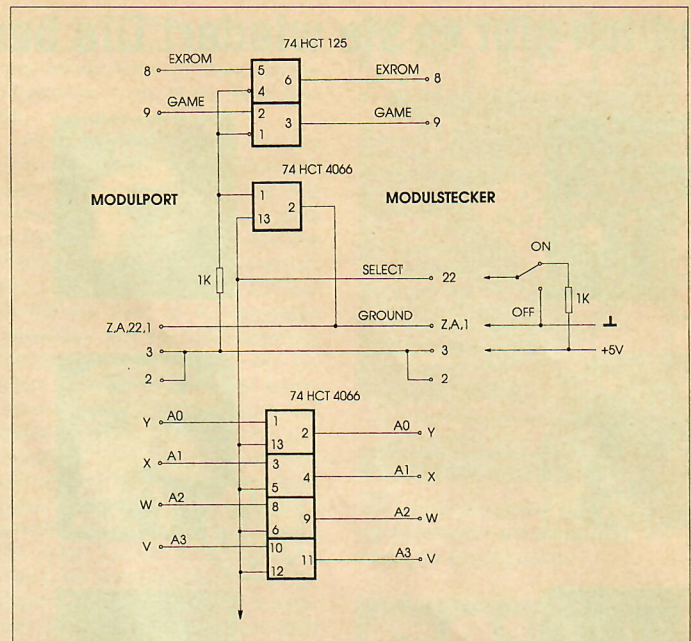 74 HCT 125
8 EXROM 5 6 EXROM 8
4
9 GAME 2 3 GAME 9
1
74 HCT 4066
MODULPORT 1 2 MODULSTECKER
13
ON
1K SELECT 22 1K
OFF
Z,A,22,1 GROUND Z,A,1
3 3 +5V
2 2
74 HCT 4066
Y A0 1 2 A0 Y
13
X A1 3 4 A1 X
5
W A2 8 9 A2 W
6
V A3 10 11 A3 V
12